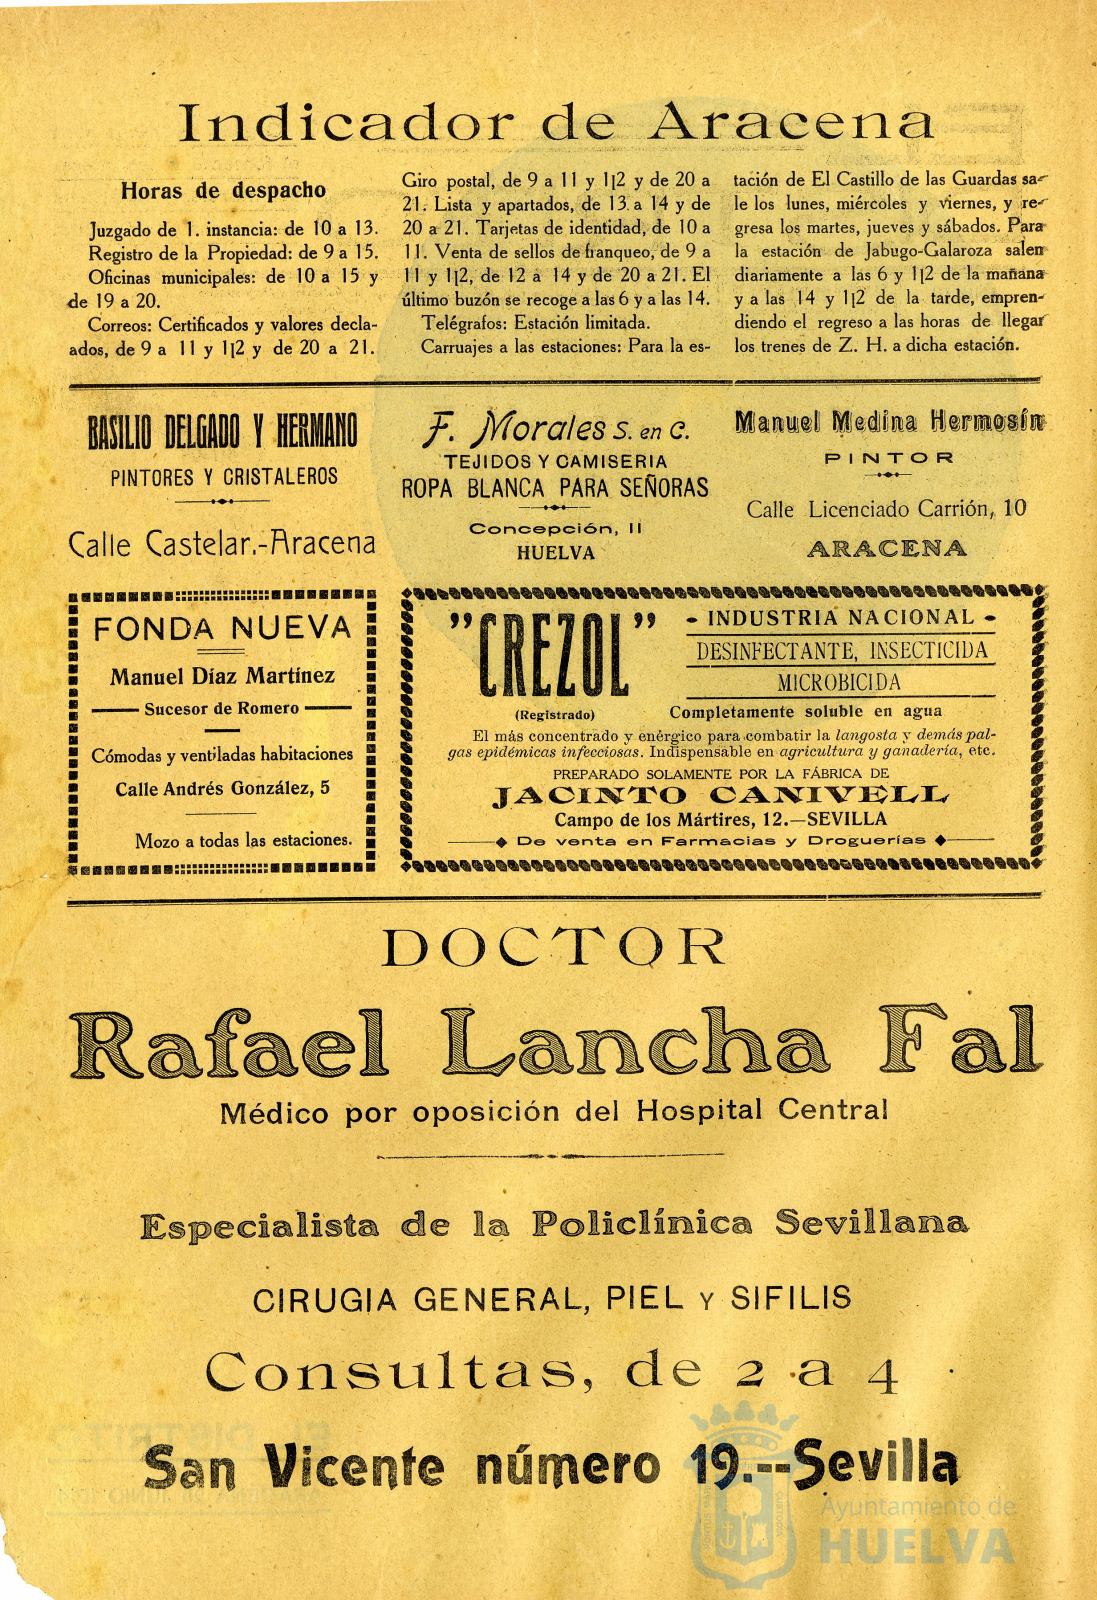 Indicador de Aracena
Horas de despacho
Juzgado de 1. instancia: de 10 a 13.
Registro de la Propiedad: de 9 a 15.
Oficinas municipales: de 10 a 15 y
de 19 a 20.
Correos: Certificados y valores decla-
ados, de 9 a 11 y 1|2 y de 20 a 21.
Giro postal, de 9 a 11 y 1|2 y de 20 a
21. Lista y apartados, de 13 a 14 y de
20 a 21. Tarjetas de identidad, de 10 a
11. Venta de sellos de franqueo, de 9 a
11 y 1|2, de 12 a 14 y de 20 a 21. El
último buzón se recoge a las 6 y a las 14.
Telégrafos: Estación limitada.
Carruajes a las estaciones: Para la es-
tación de El Castillo de las Guardas sa-
le los lunes, miércoles y viernes, y re-
gresa los martes, jueves y sábados. Para
la estación de Jabugo-Galaroza salen
diariamente a las 6 y 1|2 de la mañana
y a las 14 y 1|2 de la tarde, empren-
diendo el regreso a las horas de llegar
los trenes de Z. H. a dicha estación.
BASILIO DELGADO Y HERMANO
PINTORES Y CRISTALEROS
Calle Castelar.-Aracena
F. Morales S. en C.
TEJIDOS Y CAMISERIA
ROPA BLANCA PARA SEÑORAS
Concepción, 11
HUELVA
Manuel Medina Hermosín
PINTOR
Calle Licenciado Carrión, 10
ARACENA
FONDA NUEVA
Manuel Díaz Martínez
Sucesor de Romero
Cómodas y ventiladas habitaciones
Calle Andrés González, 5
Mozo a todas las estaciones.
"CREZOL"
(Registrado)
- INDUSTRIA NACIONAL -
DESINFECTANTE, INSECTICIDA
MICROBICIDA
Completamente soluble en agua
El más concentrado y enérgico para combatir la langosta y demás pal-
gas epidémicas infecciosas. Indispensable en agricultura y ganadería, etc.
PREPARADO SOLAMENTE POR LA FÁBRICA DE
JACINTO CANIVELL
Campo de los Mártires, 12.—SEVILLA
De venta en Farmacias y Droguerías
DOCTOR
Rafael Lancha Fal
Médico por oposición del Hospital Central
Especialista de la Policlínica Sevillana
CIRUGIA GENERAL, PIEL Y SIFILIS
Consultas, de 2 a 4
San Vicente número 19.--Sevilla
Ayuntamiento de
HUELVA